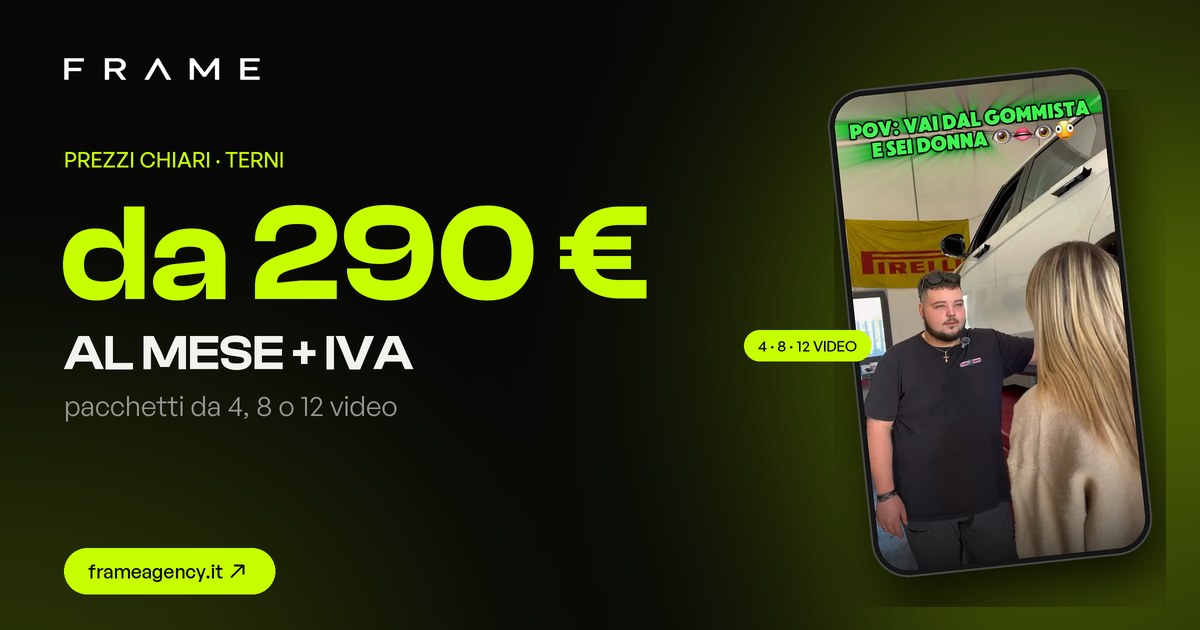 FRAME
PREZZI CHIARI · TERNI
da 290 €
AL MESE + IVA
pacchetti da 4, 8 o 12 video
frameagency.it ↗
4 · 8 · 12 VIDEO
POV: VAI DAL GOMMISTA
E SEI DONNA 👁️👄👁️😳
PIRELLI